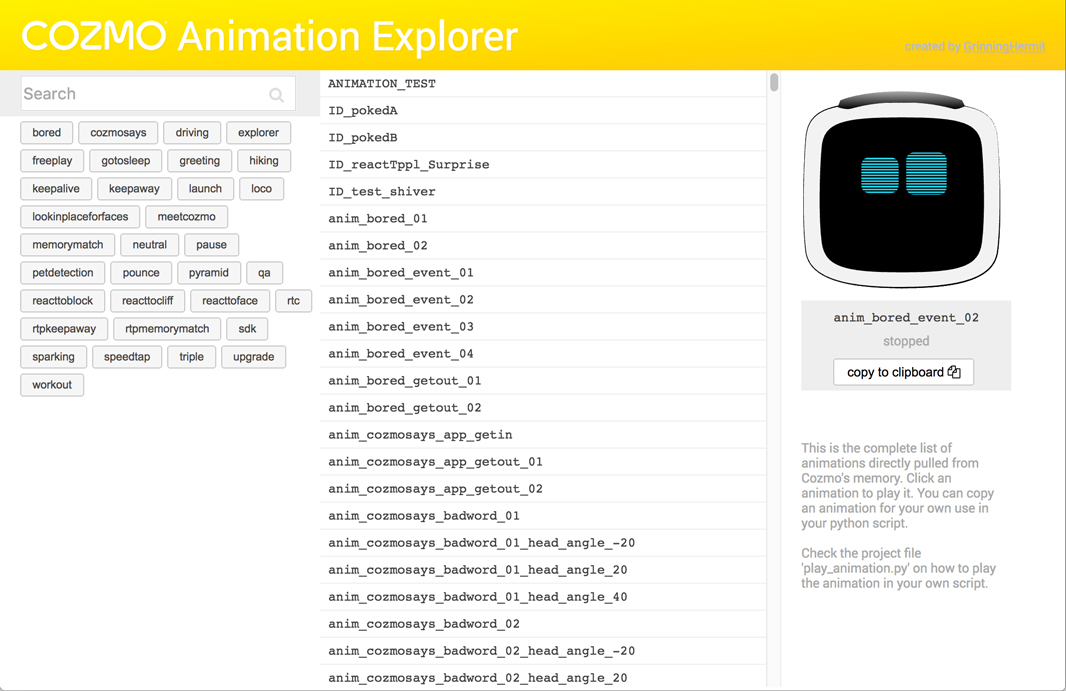 COZMO Animation Explorer
created by GrinningHermit
Search
bored cozmosays driving explorer
freeplay gotosleep greeting hiking
keepalive keepaway launch loco
lookinplaceforfaces meetcozmo
memorymatch neutral pause
petdetection pounce pyramid qa
reacttoblock reacttocliff reacttoface rtc
rtpkeepaway rtpmemorymatch sdk
sparking speedtap triple upgrade
workout
ANIMATION_TEST
ID_pokedA
ID_pokedB
ID_reactTppl_Surprise
ID_test_shiver
anim_bored_01
anim_bored_02
anim_bored_event_01
anim_bored_event_02
anim_bored_event_03
anim_bored_event_04
anim_bored_getout_01
anim_bored_getout_02
anim_cozmosays_app_getin
anim_cozmosays_app_getout_01
anim_cozmosays_app_getout_02
anim_cozmosays_badword_01
anim_cozmosays_badword_01_head_angle_-20
anim_cozmosays_badword_01_head_angle_20
anim_cozmosays_badword_01_head_angle_40
anim_cozmosays_badword_02
anim_cozmosays_badword_02_head_angle_-20
anim_cozmosays_badword_02_head_angle_20
anim_bored_event_02
stopped
copy to clipboard
This is the complete list of
animations directly pulled from
Cozmo's memory. Click an
animation to play it. You can copy
an animation for your own use in
your python script.
Check the project file
'play_animation.py' on how to play
the animation in your own script.